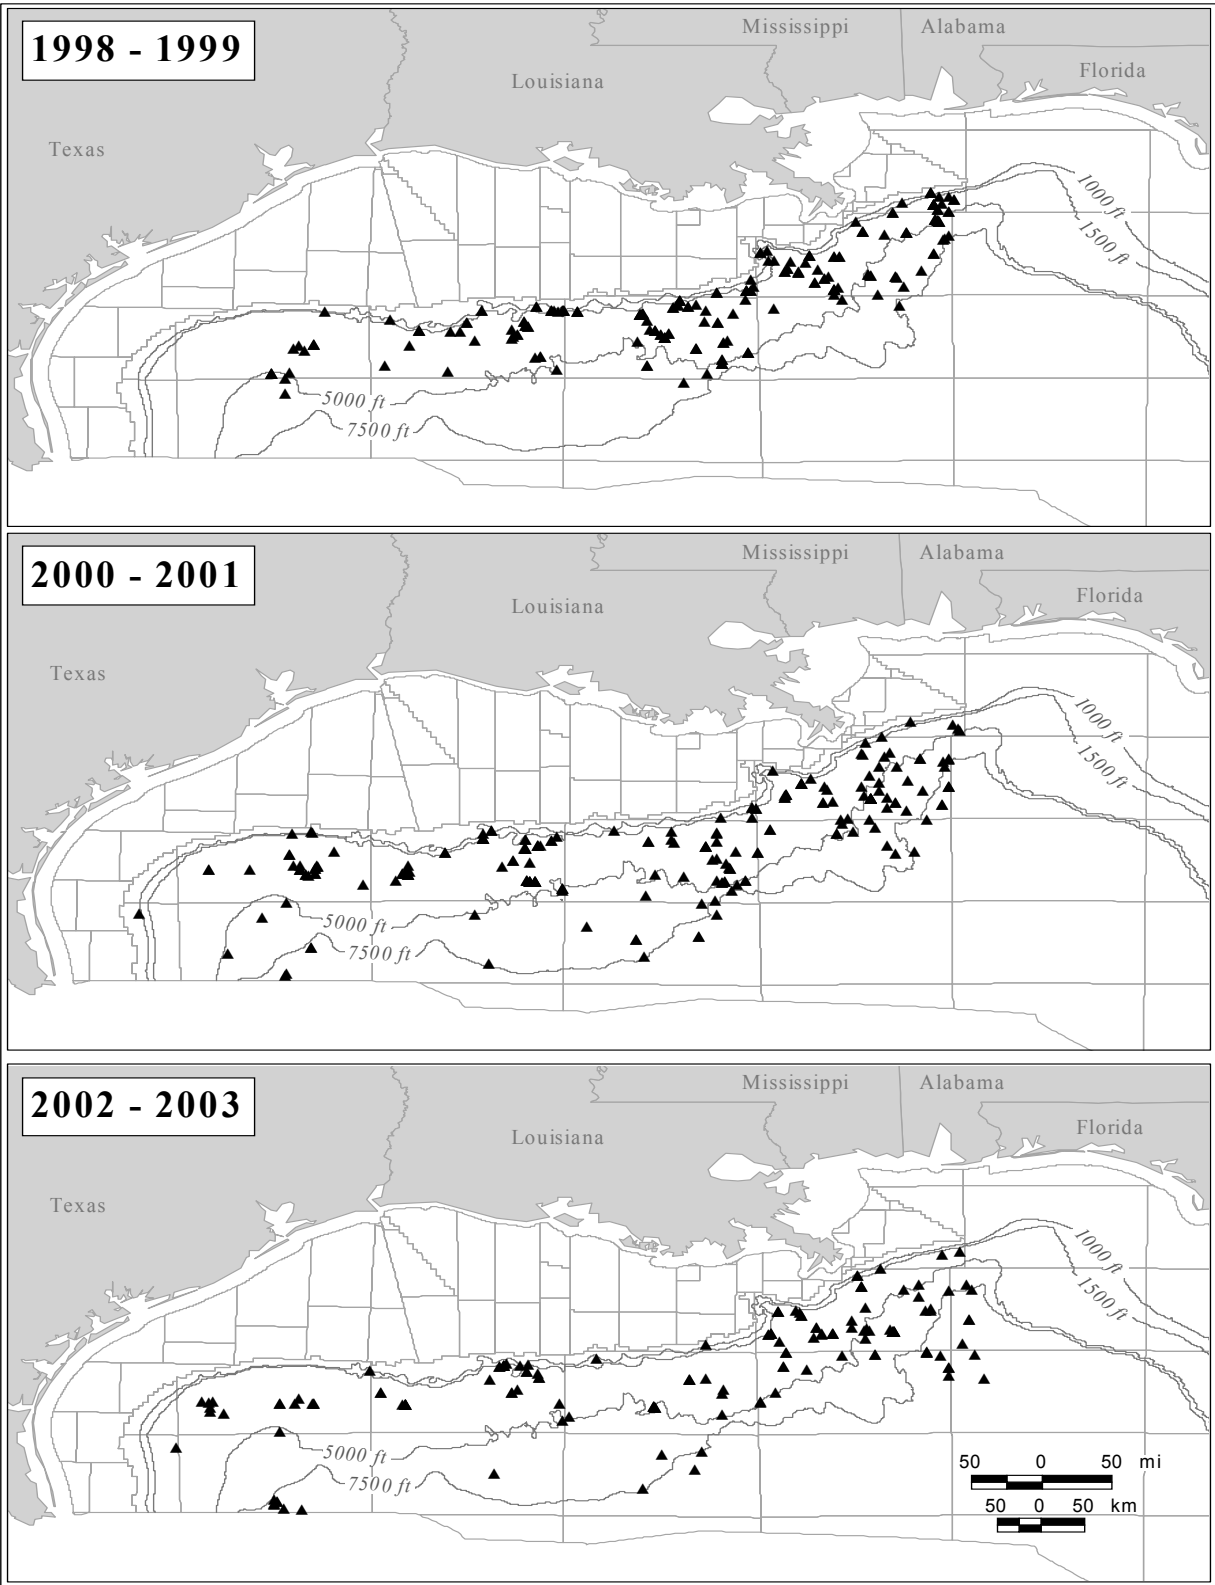 1998 - 1999
Mississippi
Alabama
Louisiana
Florida
Texas
1000 ft
1500 ft
5000 ft
7500 ft
2000 - 2001
Mississippi
Alabama
Louisiana
Florida
Texas
1000 ft
1500 ft
5000 ft
7500 ft
2002 - 2003
Mississippi
Alabama
Louisiana
Florida
Texas
1000 ft
1500 ft
5000 ft
7500 ft
50 0 50 mi
50 0 50 km